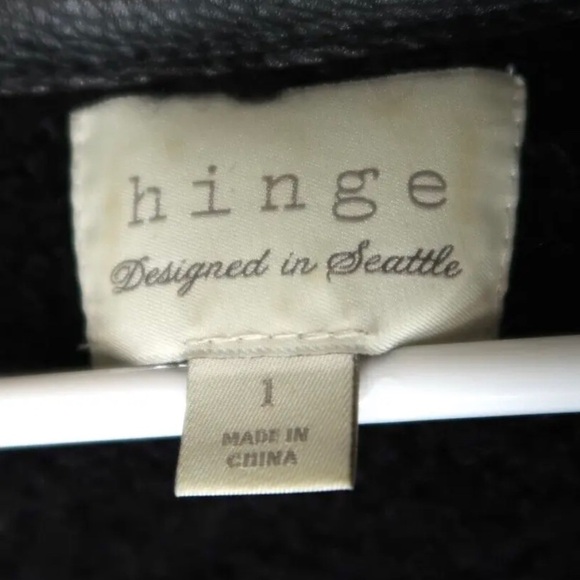 hinge
Designed in Seattle
1
MADE IN
CHINA